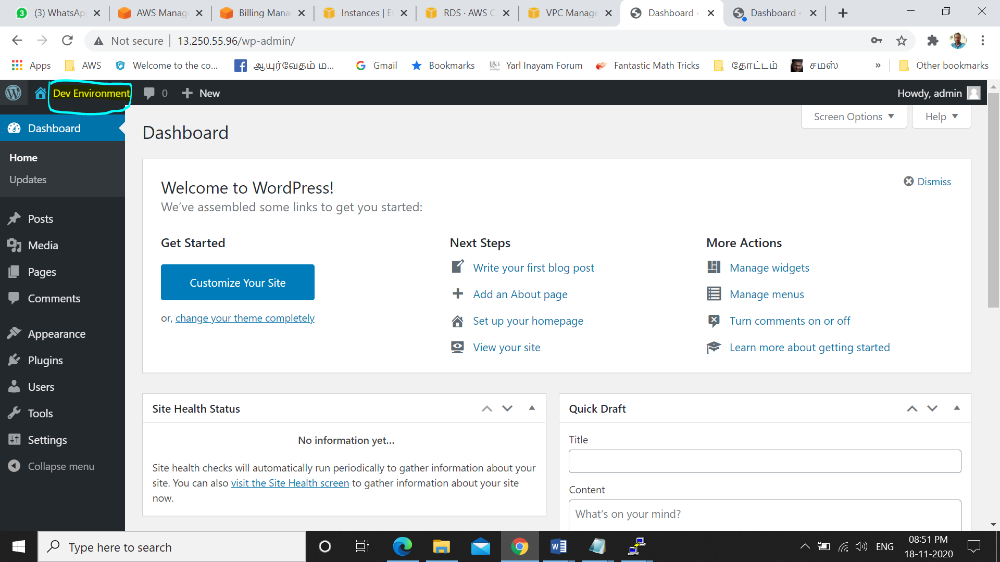 3 (3) WhatsAp
AWS Manag
Billing Mana
Instances | E
RDS · AWS C
VPC Manage
Dashboard
Dashboard
Not secure | 13.250.55.96/wp-admin/
Apps AWS Welcome to the co... ஆயுர்வேதம் ம... Gmail Bookmarks Yarl Inayam Forum Fantastic Math Tricks தோட்டம் சமஸ் » Other bookmarks
Dev Environment 0 New Howdy, admin
Screen Options Help
Dashboard
Home
Updates
Posts
Media
Pages
Comments
Appearance
Plugins
Users
Tools
Settings
Collapse menu
Dashboard
Welcome to WordPress!
Dismiss
We’ve assembled some links to get you started:
Get Started
Customize Your Site
or, change your theme completely
Next Steps
Write your first blog post
Add an About page
Set up your homepage
View your site
More Actions
Manage widgets
Manage menus
Turn comments on or off
Learn more about getting started
Site Health Status
No information yet...
Site health checks will automatically run periodically to gather information about your
site. You can also visit the Site Health screen to gather information about your site
now.
Quick Draft
Title
Content
What’s on your mind?
Type here to search
ENG
08:51 PM
18-11-2020